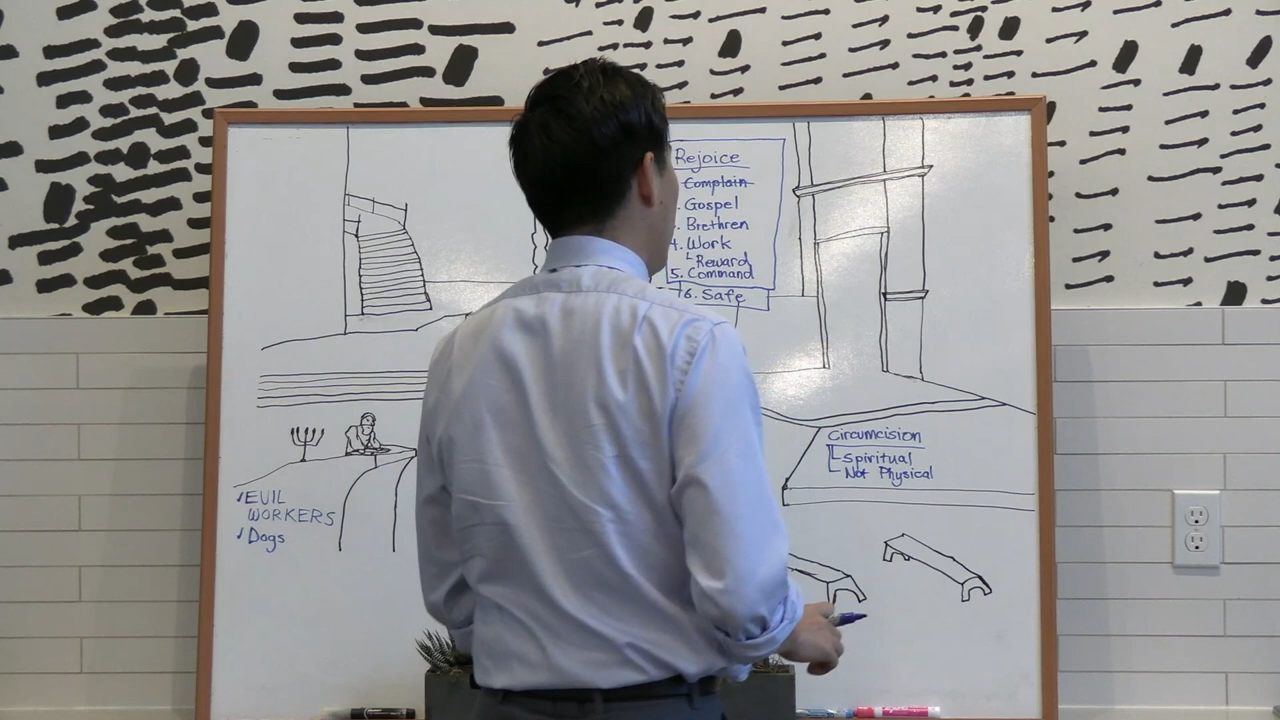 Rejoice
Complain
. Gospel
. Brethren
4. Work
Reward
5. Command
6. Safe
Circumcision
Spiritual
Not Physical
✓EVIL
WORKERS
✓Dogs